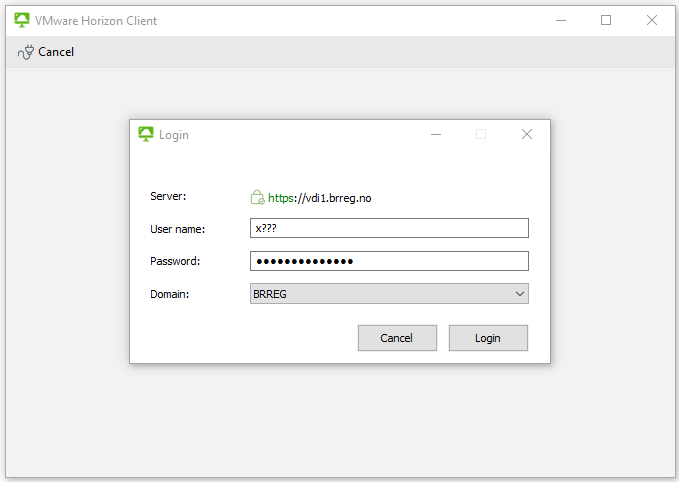 VMware Horizon Client
Cancel
Login
Server: https://vdi1.brreg.no
User name: x???
Password: ●●●●●●●●●●●●●●
Domain: BRREG
Cancel Login